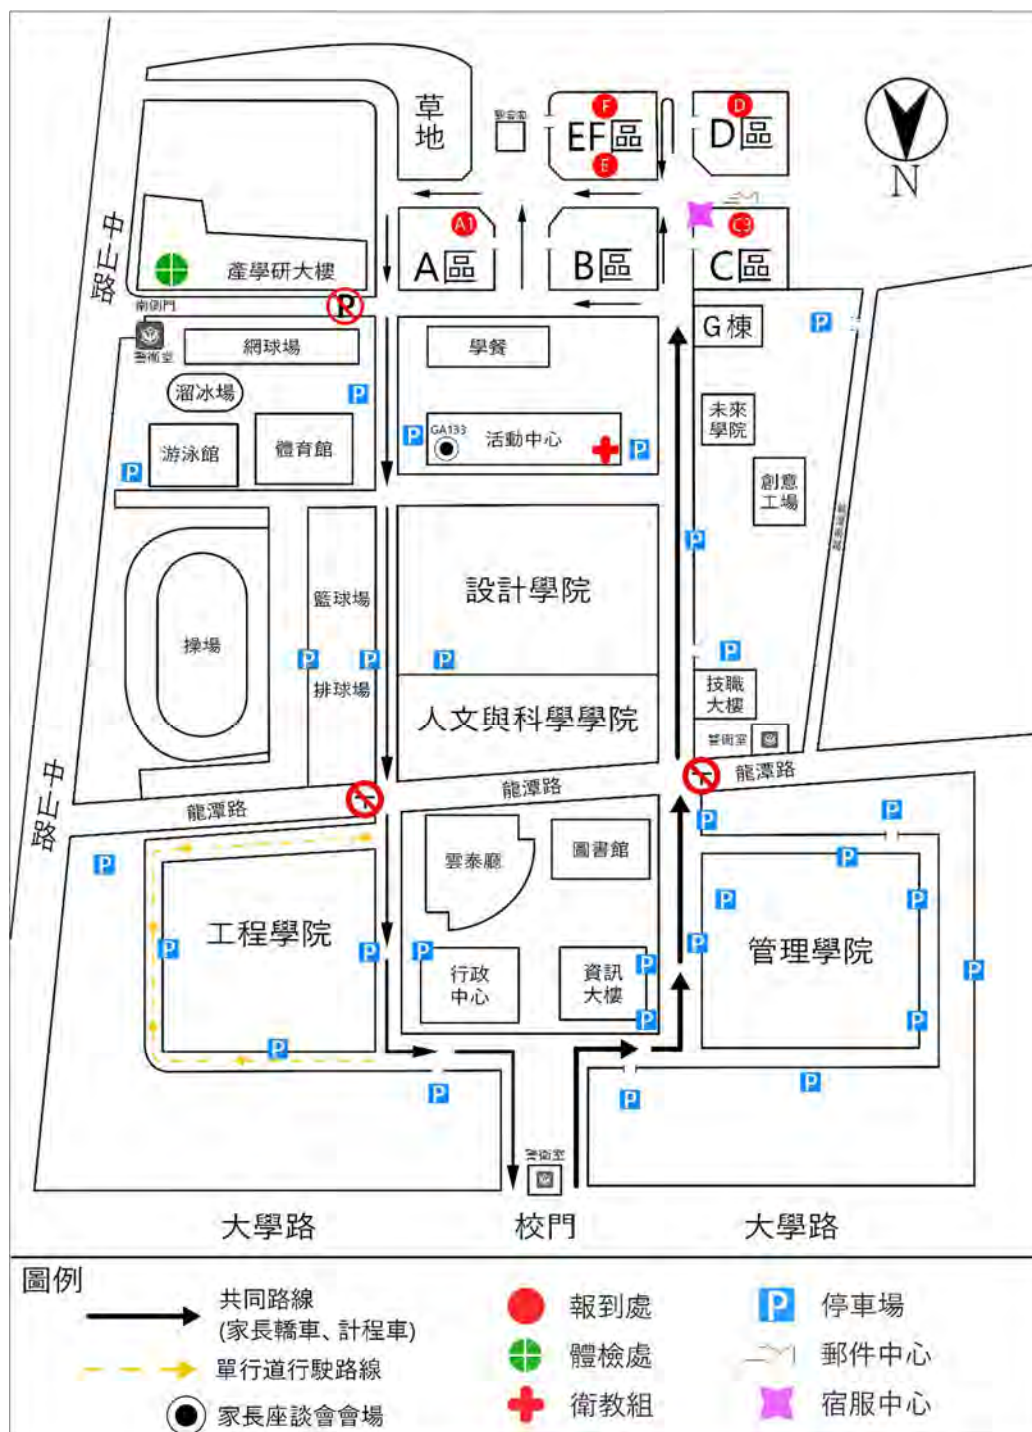 草地
F
EF區
E
D
D區
N
A1
A區
B區
C3
C區
中山路
產學研大樓
南側門
警衛室
P
網球場
學餐
G棟
P
溜冰場
P
未來
學院
游泳館
體育館
P
GA133
活動中心
P
P
創意
工場
P
設計學院
籃球場
操場
P
P
P
P
排球場
技職
大樓
人文與科學學院
警衛室
中山路
龍潭路
龍潭路
龍潭路
P
P
P
雲泰廳
圖書館
P
工程學院
P
P
管理學院
P
P
P
行政
中心
資訊
大樓
P
P
P
P
P
P
P
P
P
警衛室
大學路
校門
大學路
圖例
共同路線
(家長轎車、計程車)
單行道行駛路線
家長座談會會場
報到處
體檢處
衛教組
P
停車場
郵件中心
宿服中心